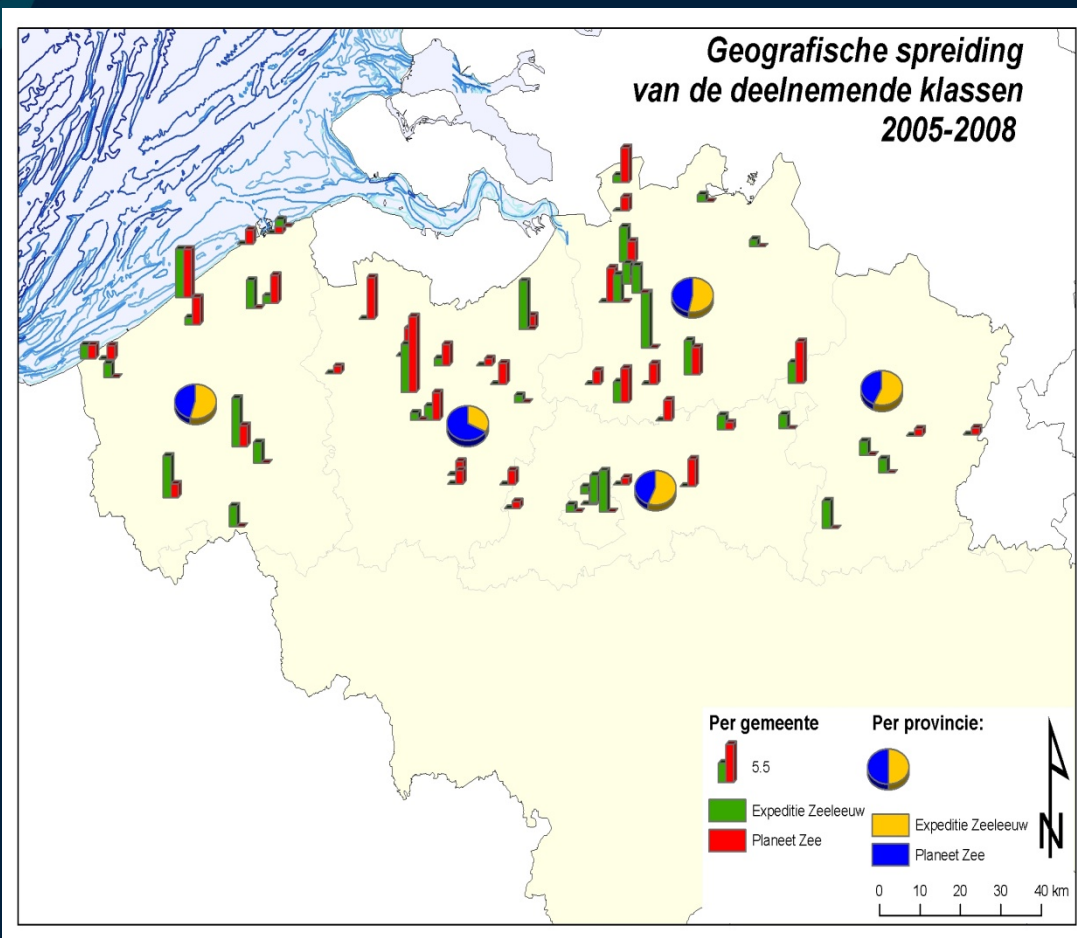 Geografische spreiding
van de deelnemende klassen
2005-2008
Per gemeente
5.5
Expeditie Zeeleeuw
Planeet Zee
Per provincie:
Expeditie Zeeleeuw
Planeet Zee
N
0 10 20 30 40 km